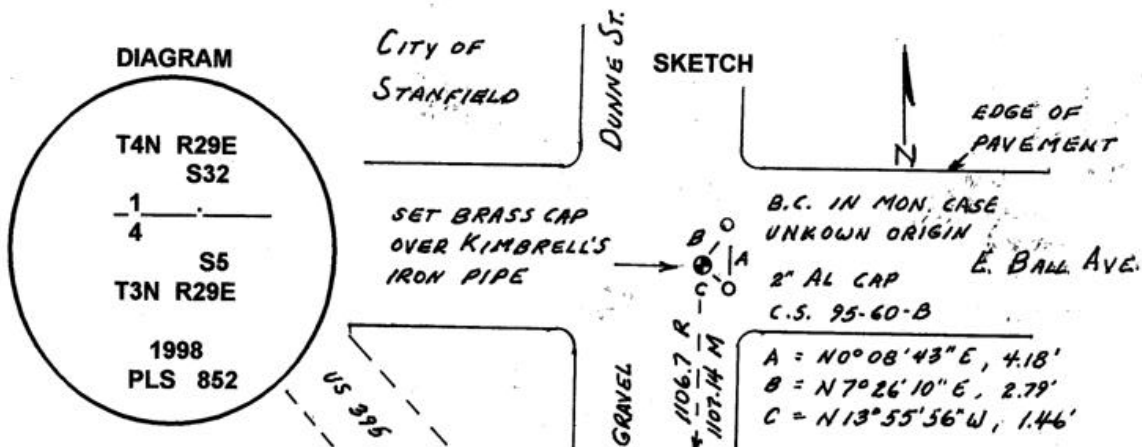 DIAGRAM
T4N R29E
S32
1
4
S5
T3N R29E
1998
PLS 852
CITY OF
STANFIELD
DUNNE ST.
SKETCH
N
EDGE OF
PAVEMENT
SET BRASS CAP
OVER KIMBRELL'S
IRON PIPE
B
A
C
B.C. IN MON. CASE
UNKOWN ORIGIN
2" AL CAP
C.S. 95-60-B
E. BALL AVE.
US 395
GRAVEL
1106.7 R
1107.14 M
A = N0°08'43"E, 4.18'
B = N7°26'10"E, 2.79'
C = N13°55'56"W, 1.46'